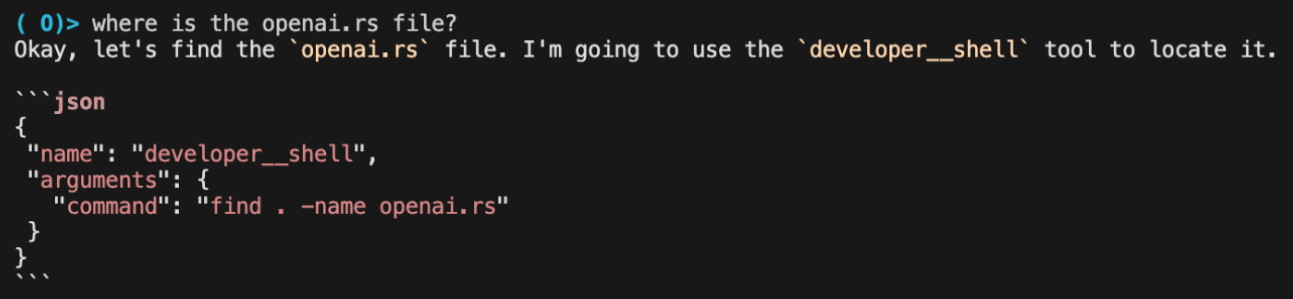 ( O)> where is the openai.rs file?
Okay, let's find the `openai.rs` file. I'm going to use the `developer__shell` tool to locate it.
```json
{
 "name": "developer__shell",
 "arguments": {
   "command": "find . -name openai.rs"
 }
}
```